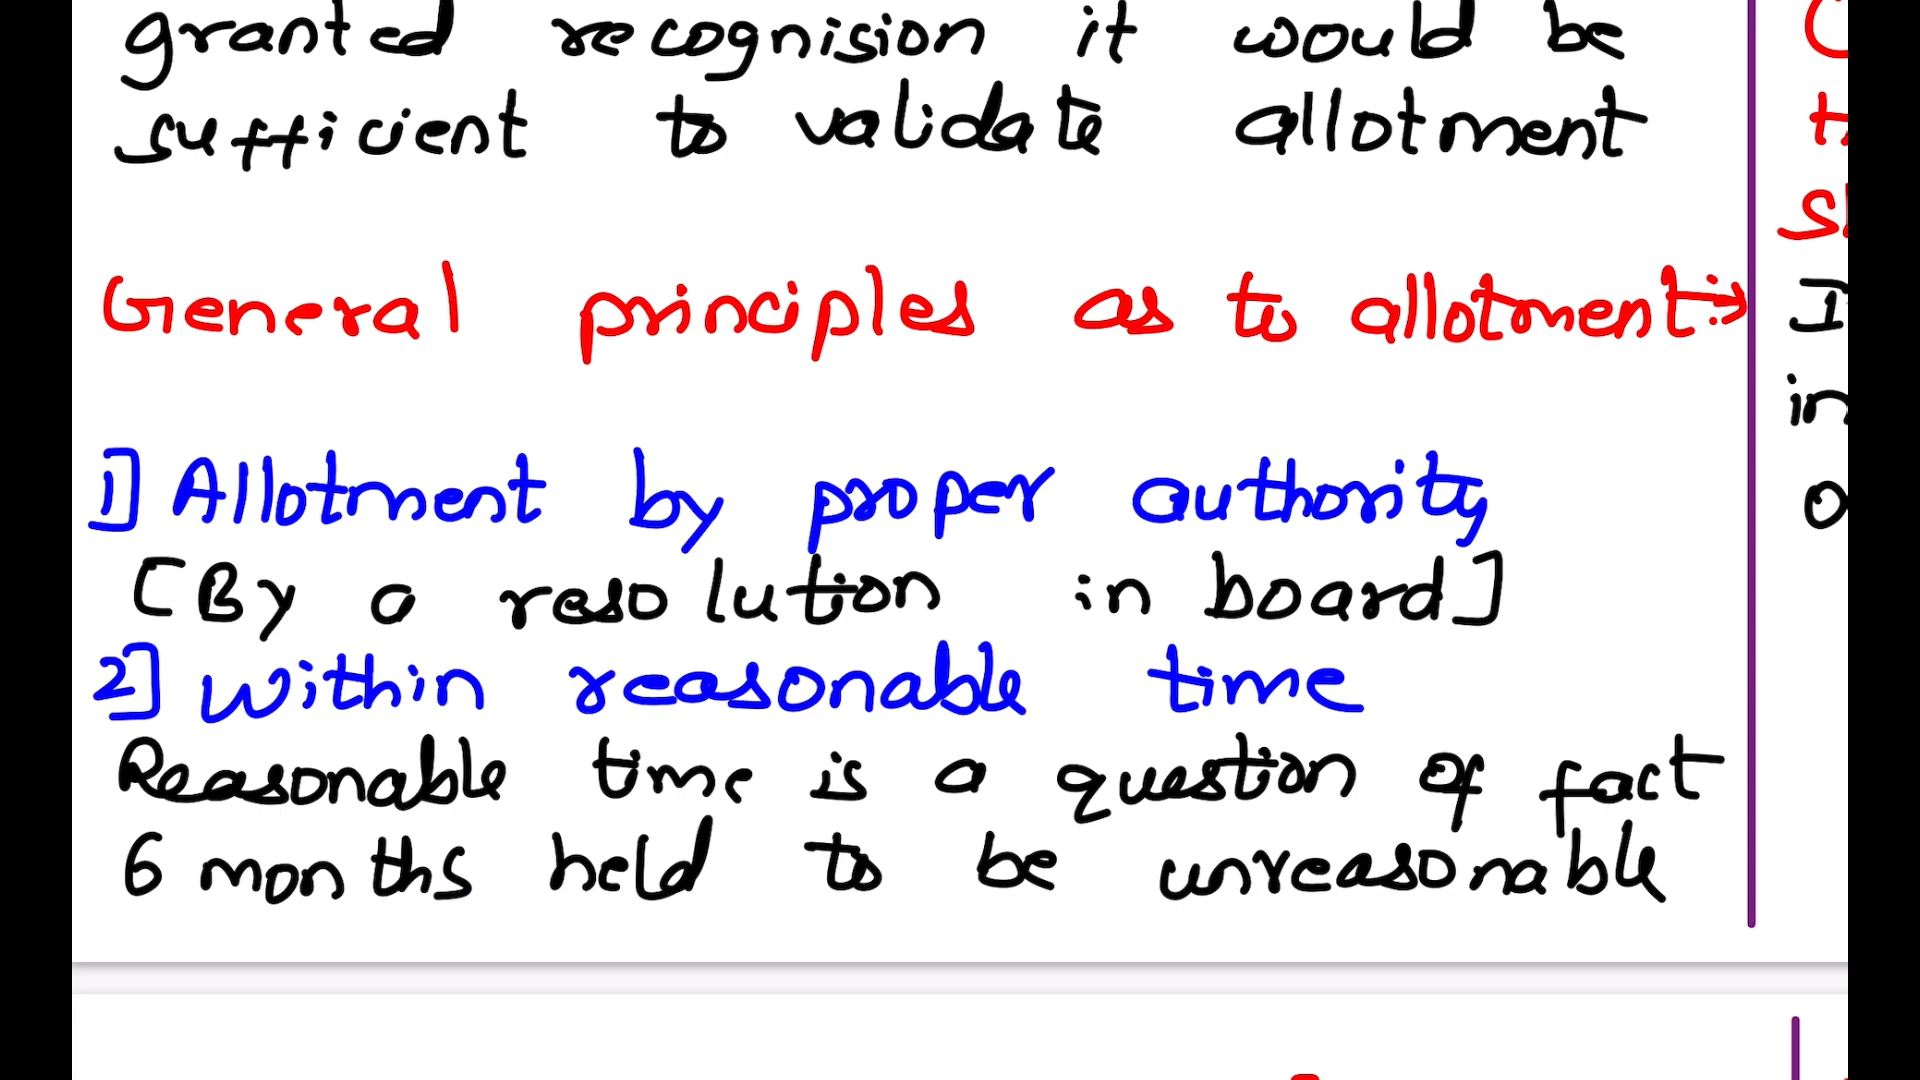 granted recognision it would be
sufficient to validate allotment
General principles as to allotment:→
1] Allotment by proper authority
[By a resolution in board]
2] Within reasonable time
Reasonable time is a question of fact
6 months held to be unreasonable
I
in